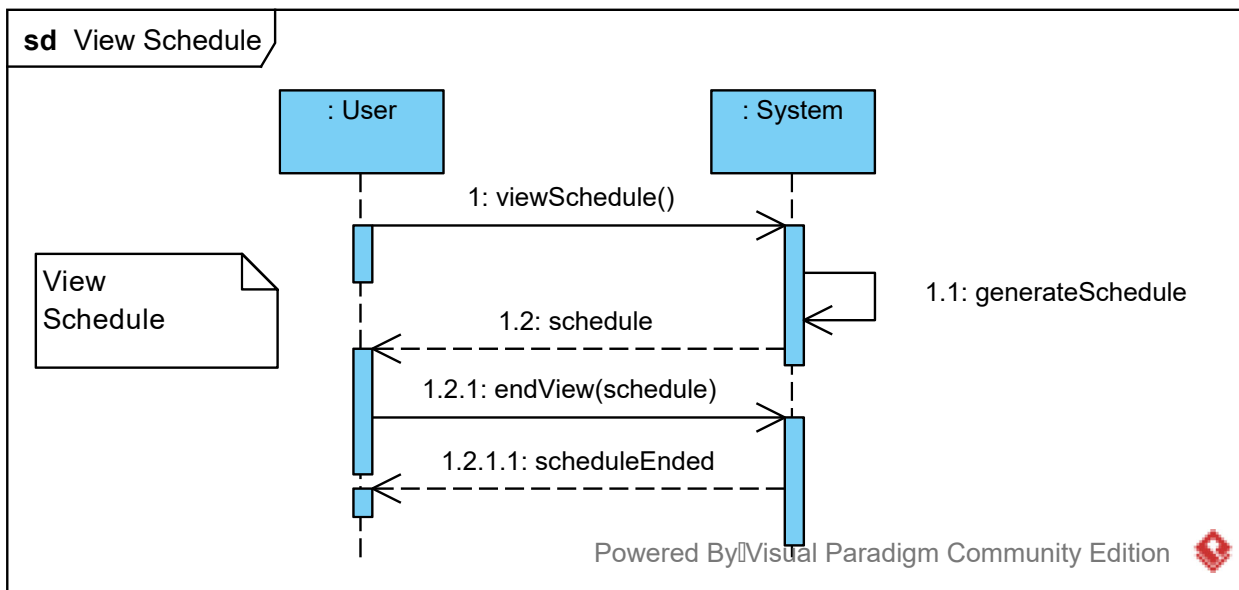 sd View Schedule
: User
: System
1: viewSchedule()
View
Schedule
1.1: generateSchedule
1.2: schedule
1.2.1: endView(schedule)
1.2.1.1: scheduleEnded
Powered By Visual Paradigm Community Edition